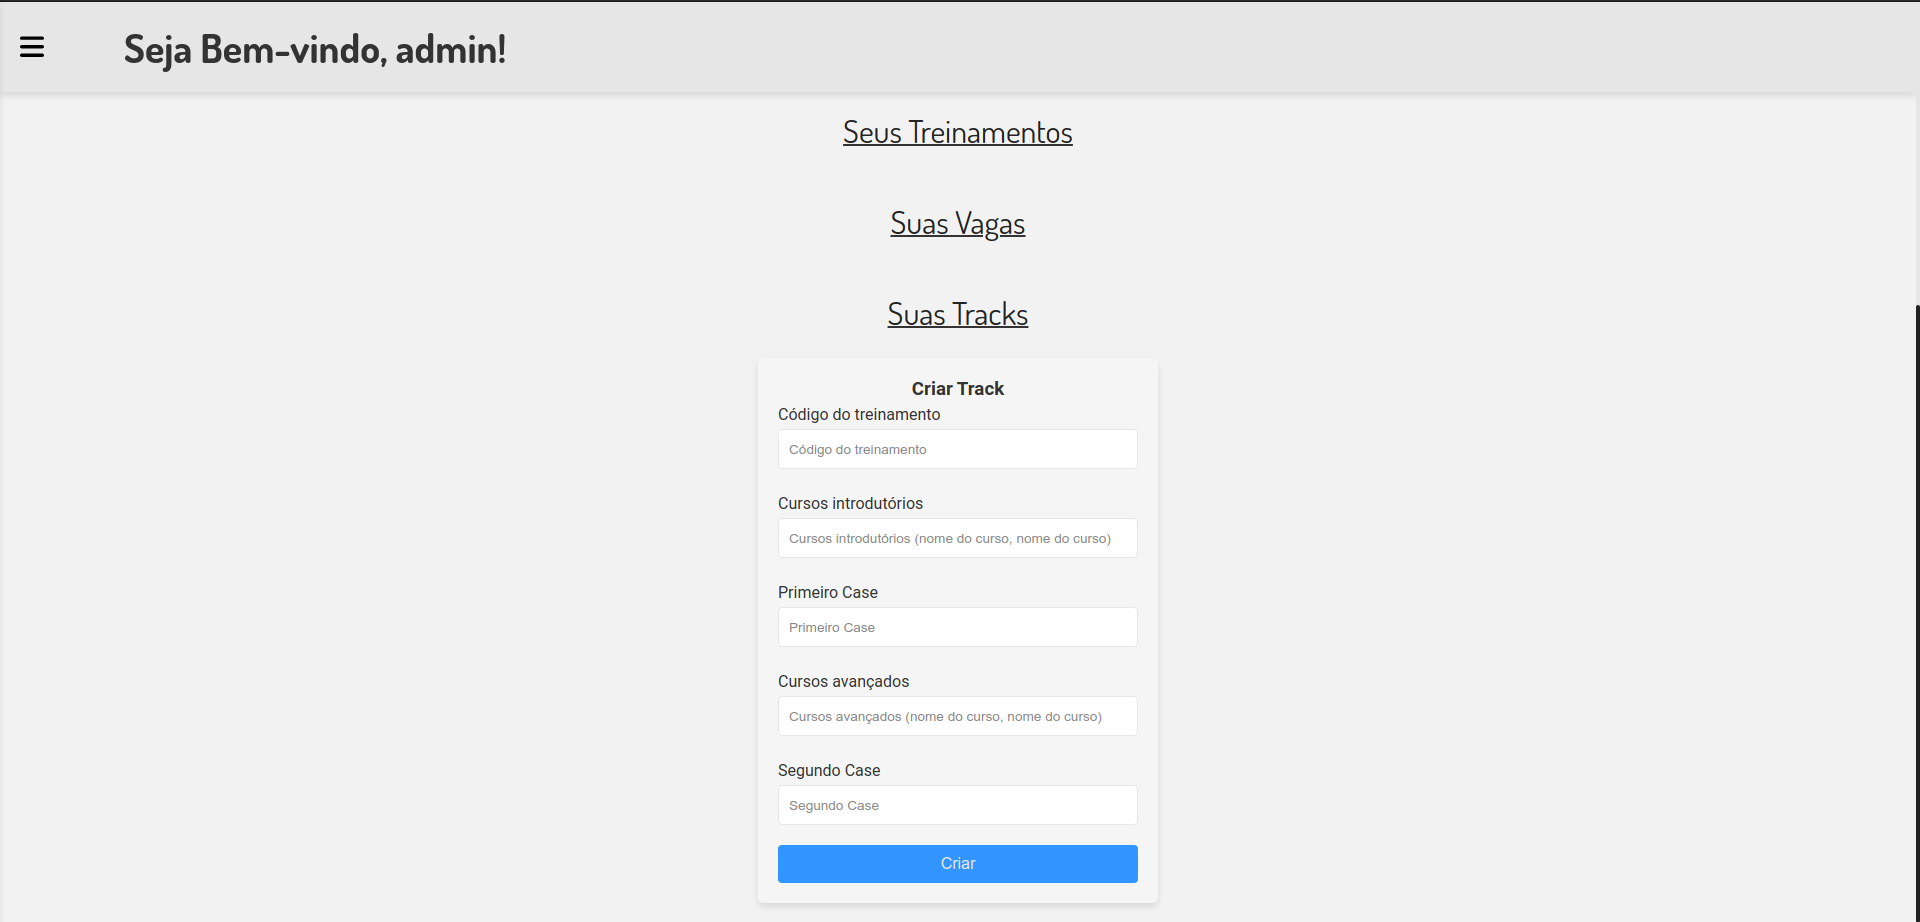 Seja Bem-vindo, admin!
Seus Treinamentos
Suas Vagas
Suas Tracks
Criar Track
Código do treinamento
Código do treinamento
Cursos introdutórios
Cursos introdutórios (nome do curso, nome do curso)
Primeiro Case
Primeiro Case
Cursos avançados
Cursos avançados (nome do curso, nome do curso)
Segundo Case
Segundo Case
Criar